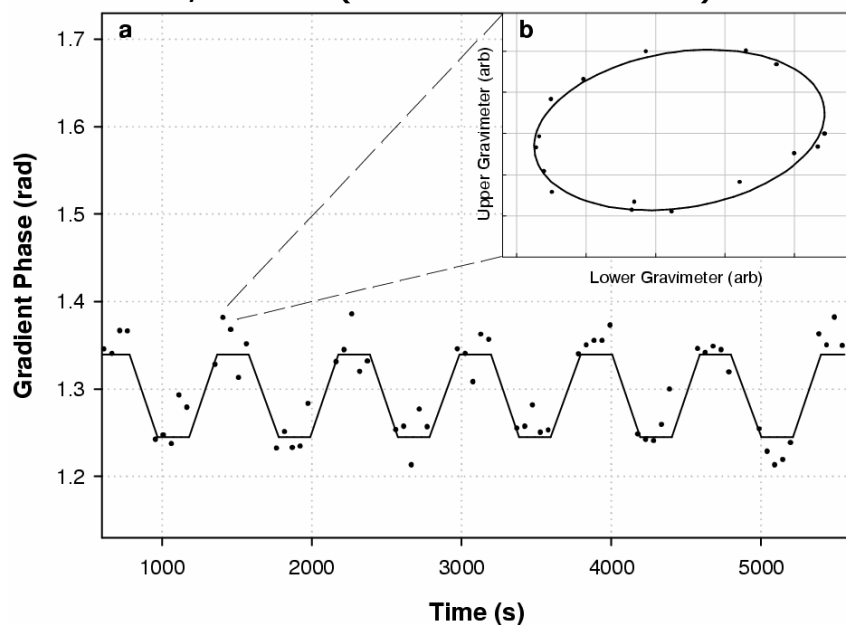 a
b
1.7
1.6
1.5
1.4
1.3
1.2
Gradient Phase (rad)
Upper Gravimeter (arb)
Lower Gravimeter (arb)
1000 2000 3000 4000 5000
Time (s)